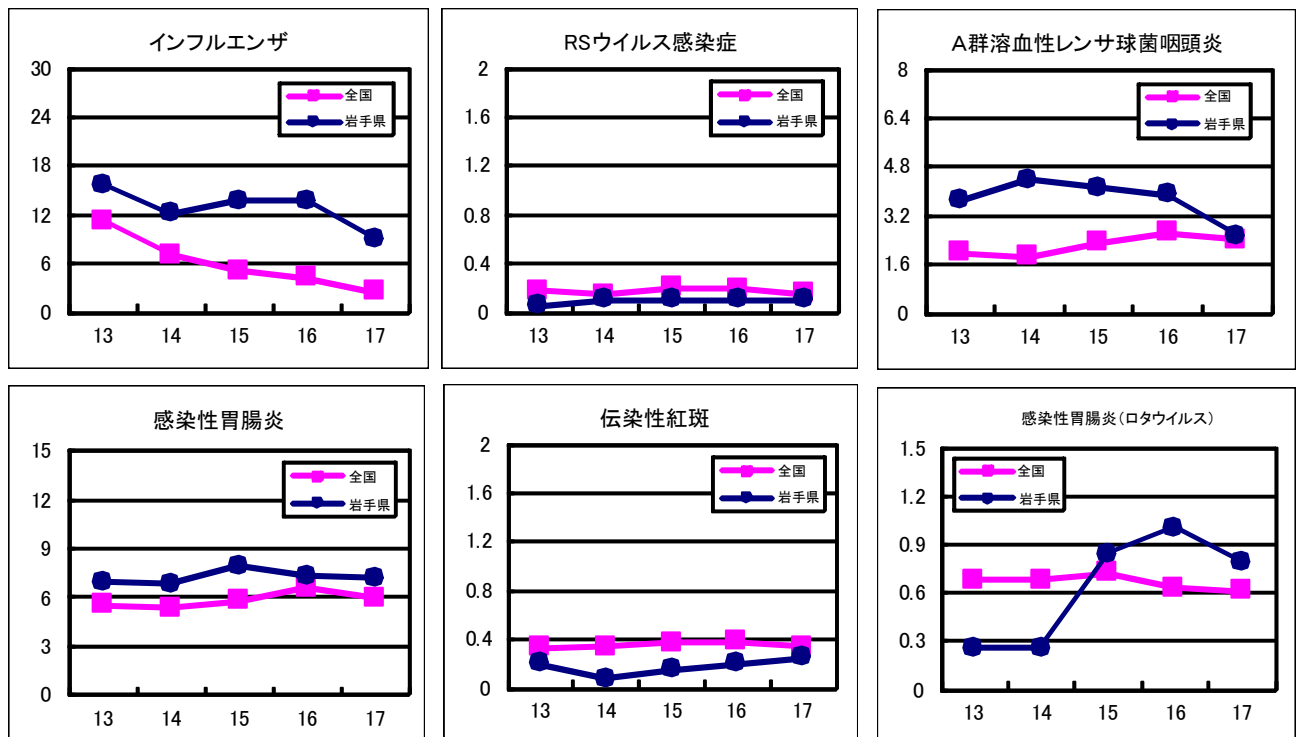 インフルエンザ
30
24
18
12
6
0
全国
岩手県
13 14 15 16 17
RSウイルス感染症
2
1.6
1.2
0.8
0.4
0
全国
岩手県
13 14 15 16 17
A群溶血性レンサ球菌咽頭炎
8
6.4
4.8
3.2
1.6
0
全国
岩手県
13 14 15 16 17
感染性胃腸炎
15
12
9
6
3
0
全国
岩手県
13 14 15 16 17
伝染性紅斑
2
1.6
1.2
0.8
0.4
0
全国
岩手県
13 14 15 16 17
感染性胃腸炎(ロタウイルス)
1.5
1.2
0.9
0.6
0.3
0
全国
岩手県
13 14 15 16 17